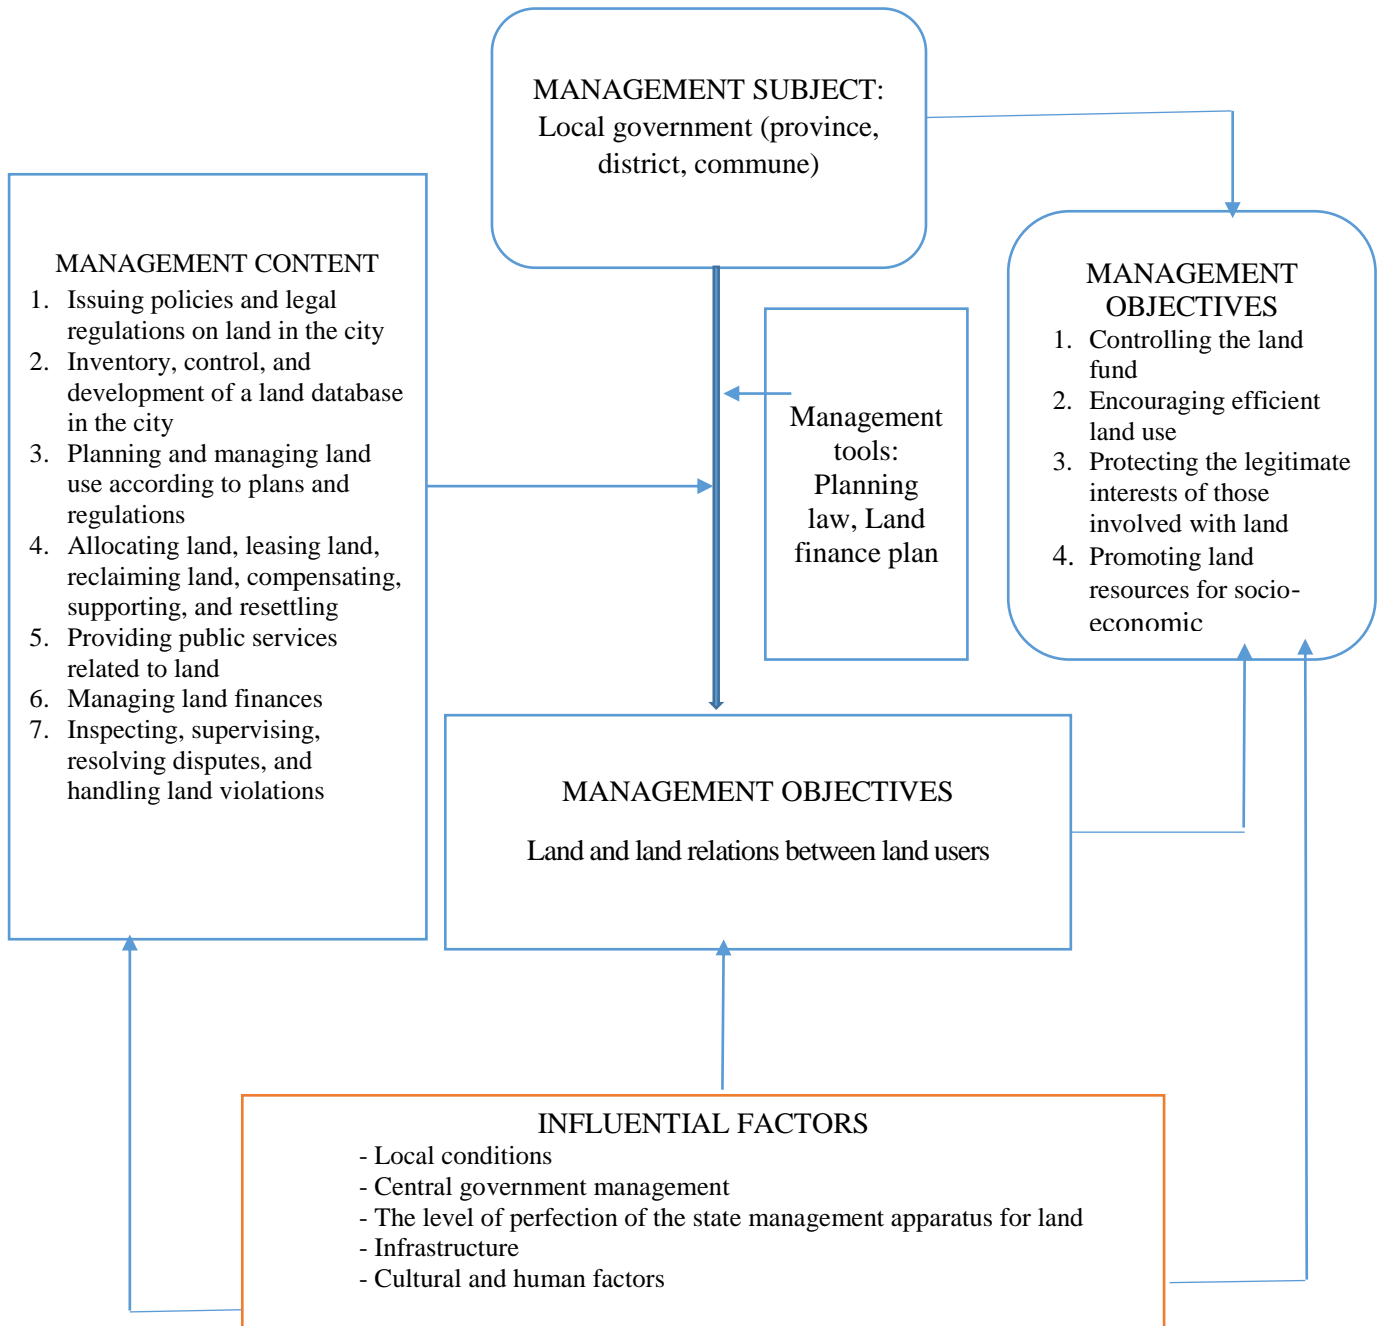 MANAGEMENT SUBJECT:
Local government (province,
district, commune)
MANAGEMENT CONTENT
1. Issuing policies and legal
regulations on land in the city
2. Inventory, control, and
development of a land database
in the city
3. Planning and managing land
use according to plans and
regulations
4. Allocating land, leasing land,
reclaiming land, compensating,
supporting, and resettling
5. Providing public services
related to land
6. Managing land finances
7. Inspecting, supervising,
resolving disputes, and
handling land violations
Management
tools:
Planning
law, Land
finance plan
MANAGEMENT
OBJECTIVES
1. Controlling the land
fund
2. Encouraging efficient
land use
3. Protecting the legitimate
interests of those
involved with land
4. Promoting land
resources for socio-
economic
MANAGEMENT OBJECTIVES
Land and land relations between land users
INFLUENTIAL FACTORS
- Local conditions
- Central government management
- The level of perfection of the state management apparatus for land
- Infrastructure
- Cultural and human factors